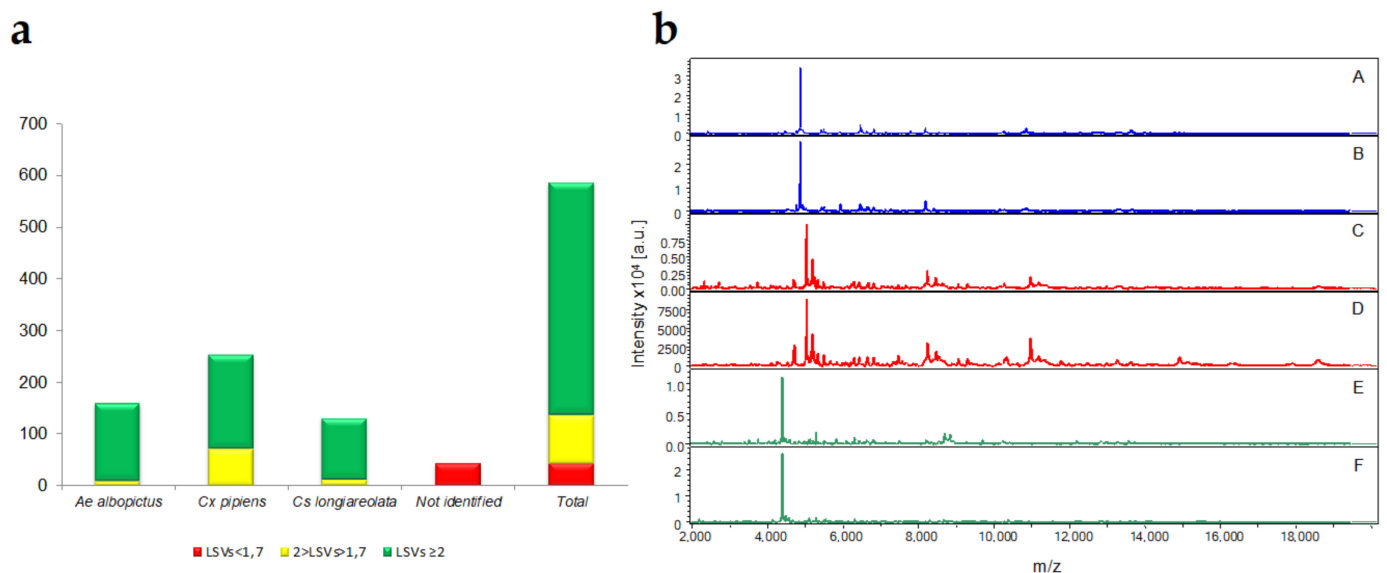 a
700
600
500
400
300
200
100
0
Ae albopictus Cx pipiens Cs longiareolata Not identified Total
LSVs<1,7 2>LSVs>1,7 LSVs ≥2
b
Intensity x10⁴ [a.u.]
3
2
1
0
A
2
1
0
B
0.75
0.50
0.25
0.00
C
7500
5000
2500
0
D
1.0
0.5
0.0
E
2
1
0
F
2,000 4,000 6,000 8,000 10,000 12,000 14,000 16,000 18,000
m/z